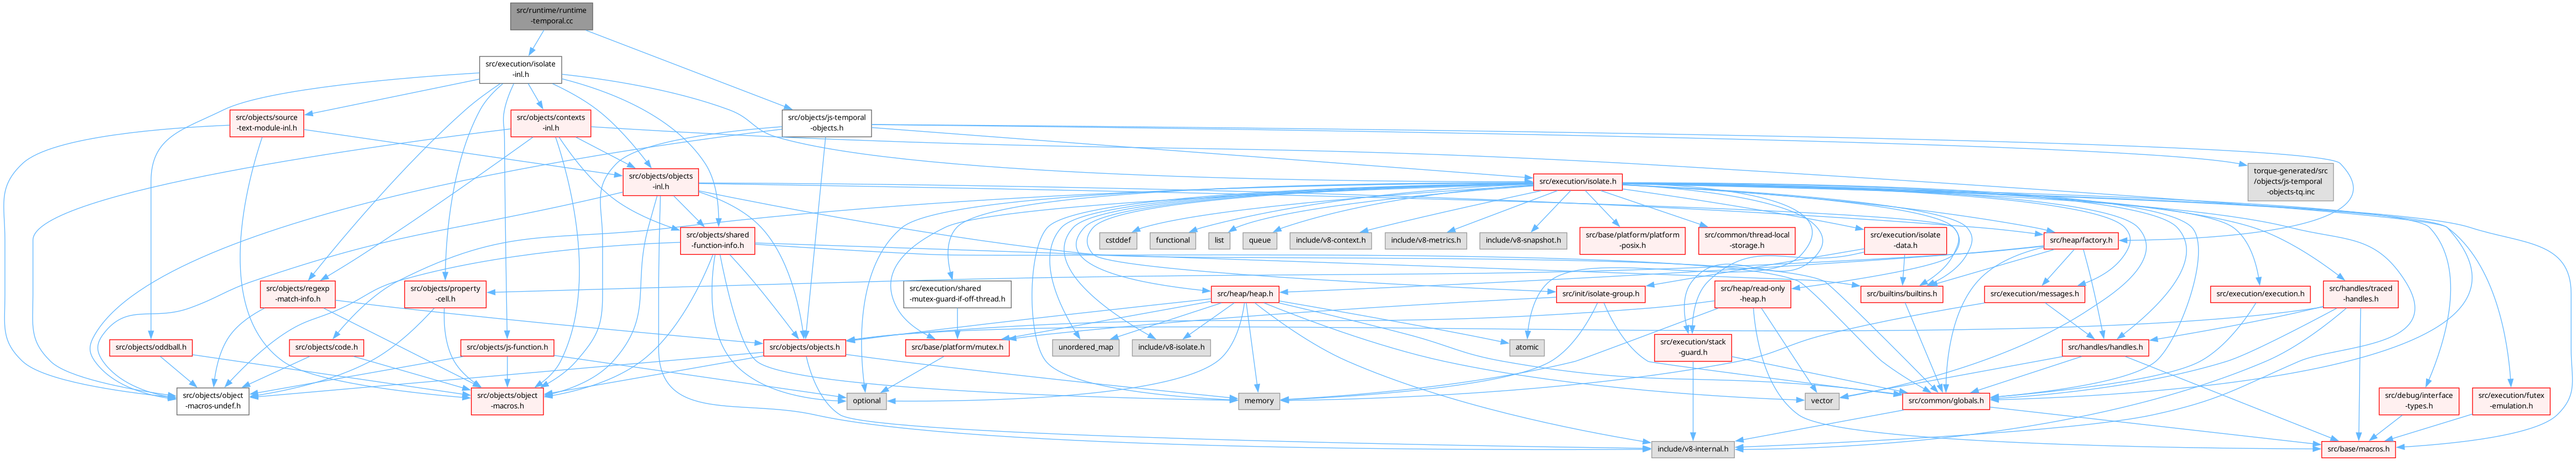 src/runtime/runtime
-temporal.cc
src/execution/isolate
-inl.h
src/objects/source
-text-module-inl.h
src/objects/contexts
-inl.h
src/objects/js-temporal
-objects.h
src/objects/objects
-inl.h
src/execution/isolate.h
torque-generated/src
/objects/js-temporal
-objects-tq.inc
src/objects/shared
-function-info.h
cstddef
functional
list
queue
include/v8-context.h
include/v8-metrics.h
include/v8-snapshot.h
src/base/platform/platform
-posix.h
src/common/thread-local
-storage.h
src/execution/isolate
-data.h
src/heap/factory.h
src/objects/regexp
-match-info.h
src/objects/property
-cell.h
src/execution/shared
-mutex-guard-if-off-thread.h
src/heap/heap.h
src/init/isolate-group.h
src/heap/read-only
-heap.h
src/builtins/builtins.h
src/execution/messages.h
src/execution/execution.h
src/handles/traced
-handles.h
src/objects/oddball.h
src/objects/code.h
src/objects/js-function.h
src/objects/objects.h
src/base/platform/mutex.h
unordered_map
include/v8-isolate.h
atomic
src/execution/stack
-guard.h
src/handles/handles.h
src/objects/object
-macros-undef.h
src/objects/object
-macros.h
optional
memory
vector
src/common/globals.h
src/debug/interface
-types.h
src/execution/futex
-emulation.h
include/v8-internal.h
src/base/macros.h